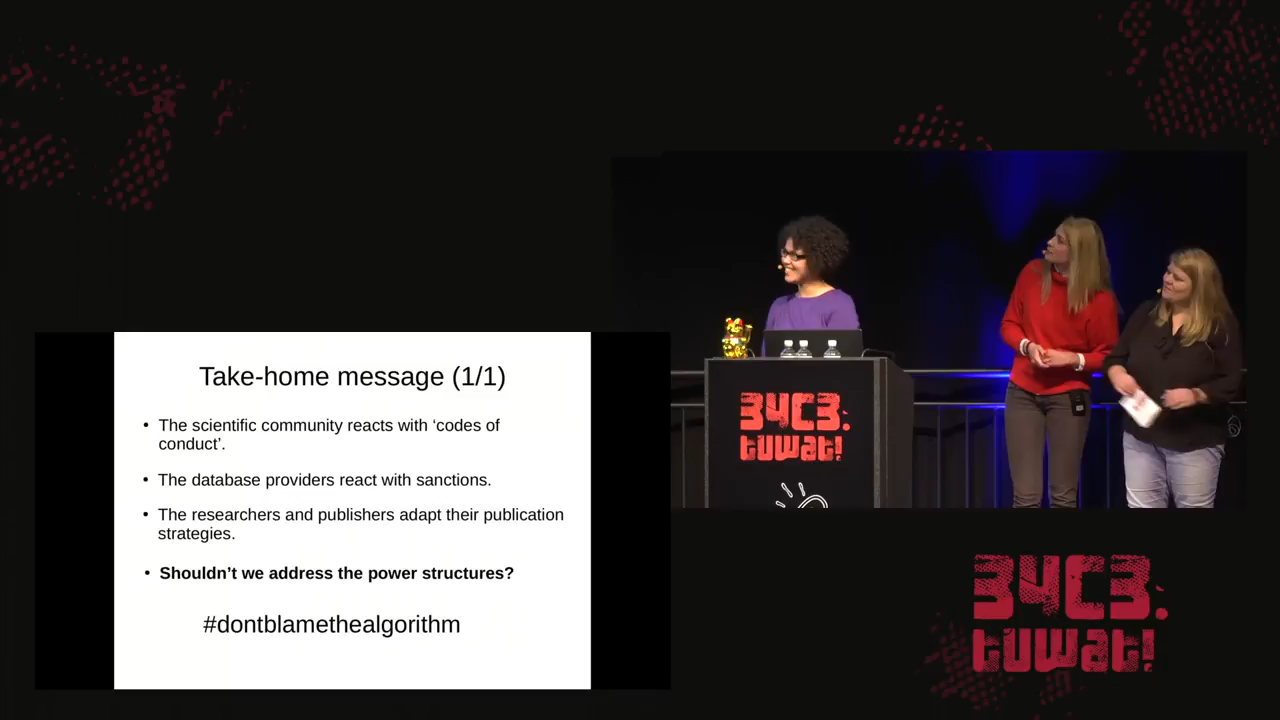 Take-home message (1/1)
• The scientific community reacts with ‘codes of
conduct’.
• The database providers react with sanctions.
• The researchers and publishers adapt their publication
strategies.
• Shouldn’t we address the power structures?
#dontblamethealgorithm
34C3:
tuwat!
34C3:
tuwat!